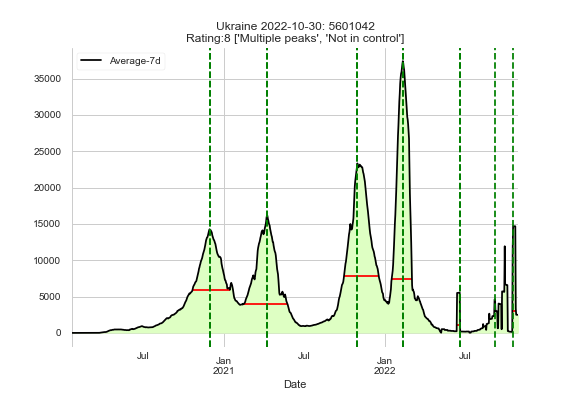 Ukraine 2022-10-30: 5601042
Rating:8 ['Multiple peaks', 'Not in control']
Average-7d
35000
30000
25000
20000
15000
10000
5000
0
Jul
Jan
2021
Jul
Jan
2022
Jul
Date